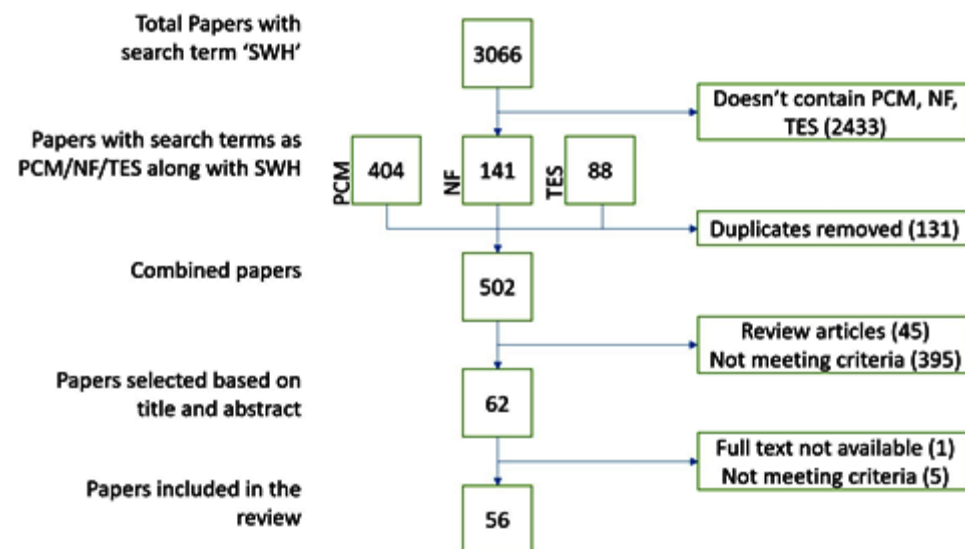 Total Papers with
search term ‘SWH’
3066
Doesn’t contain PCM, NF,
TES (2433)
Papers with search terms as
PCM/NF/TES along with SWH
PCM
404
NF
141
TES
88
Duplicates removed (131)
Combined papers
502
Review articles (45)
Not meeting criteria (395)
Papers selected based on
title and abstract
62
Full text not available (1)
Not meeting criteria (5)
Papers included in the
review
56